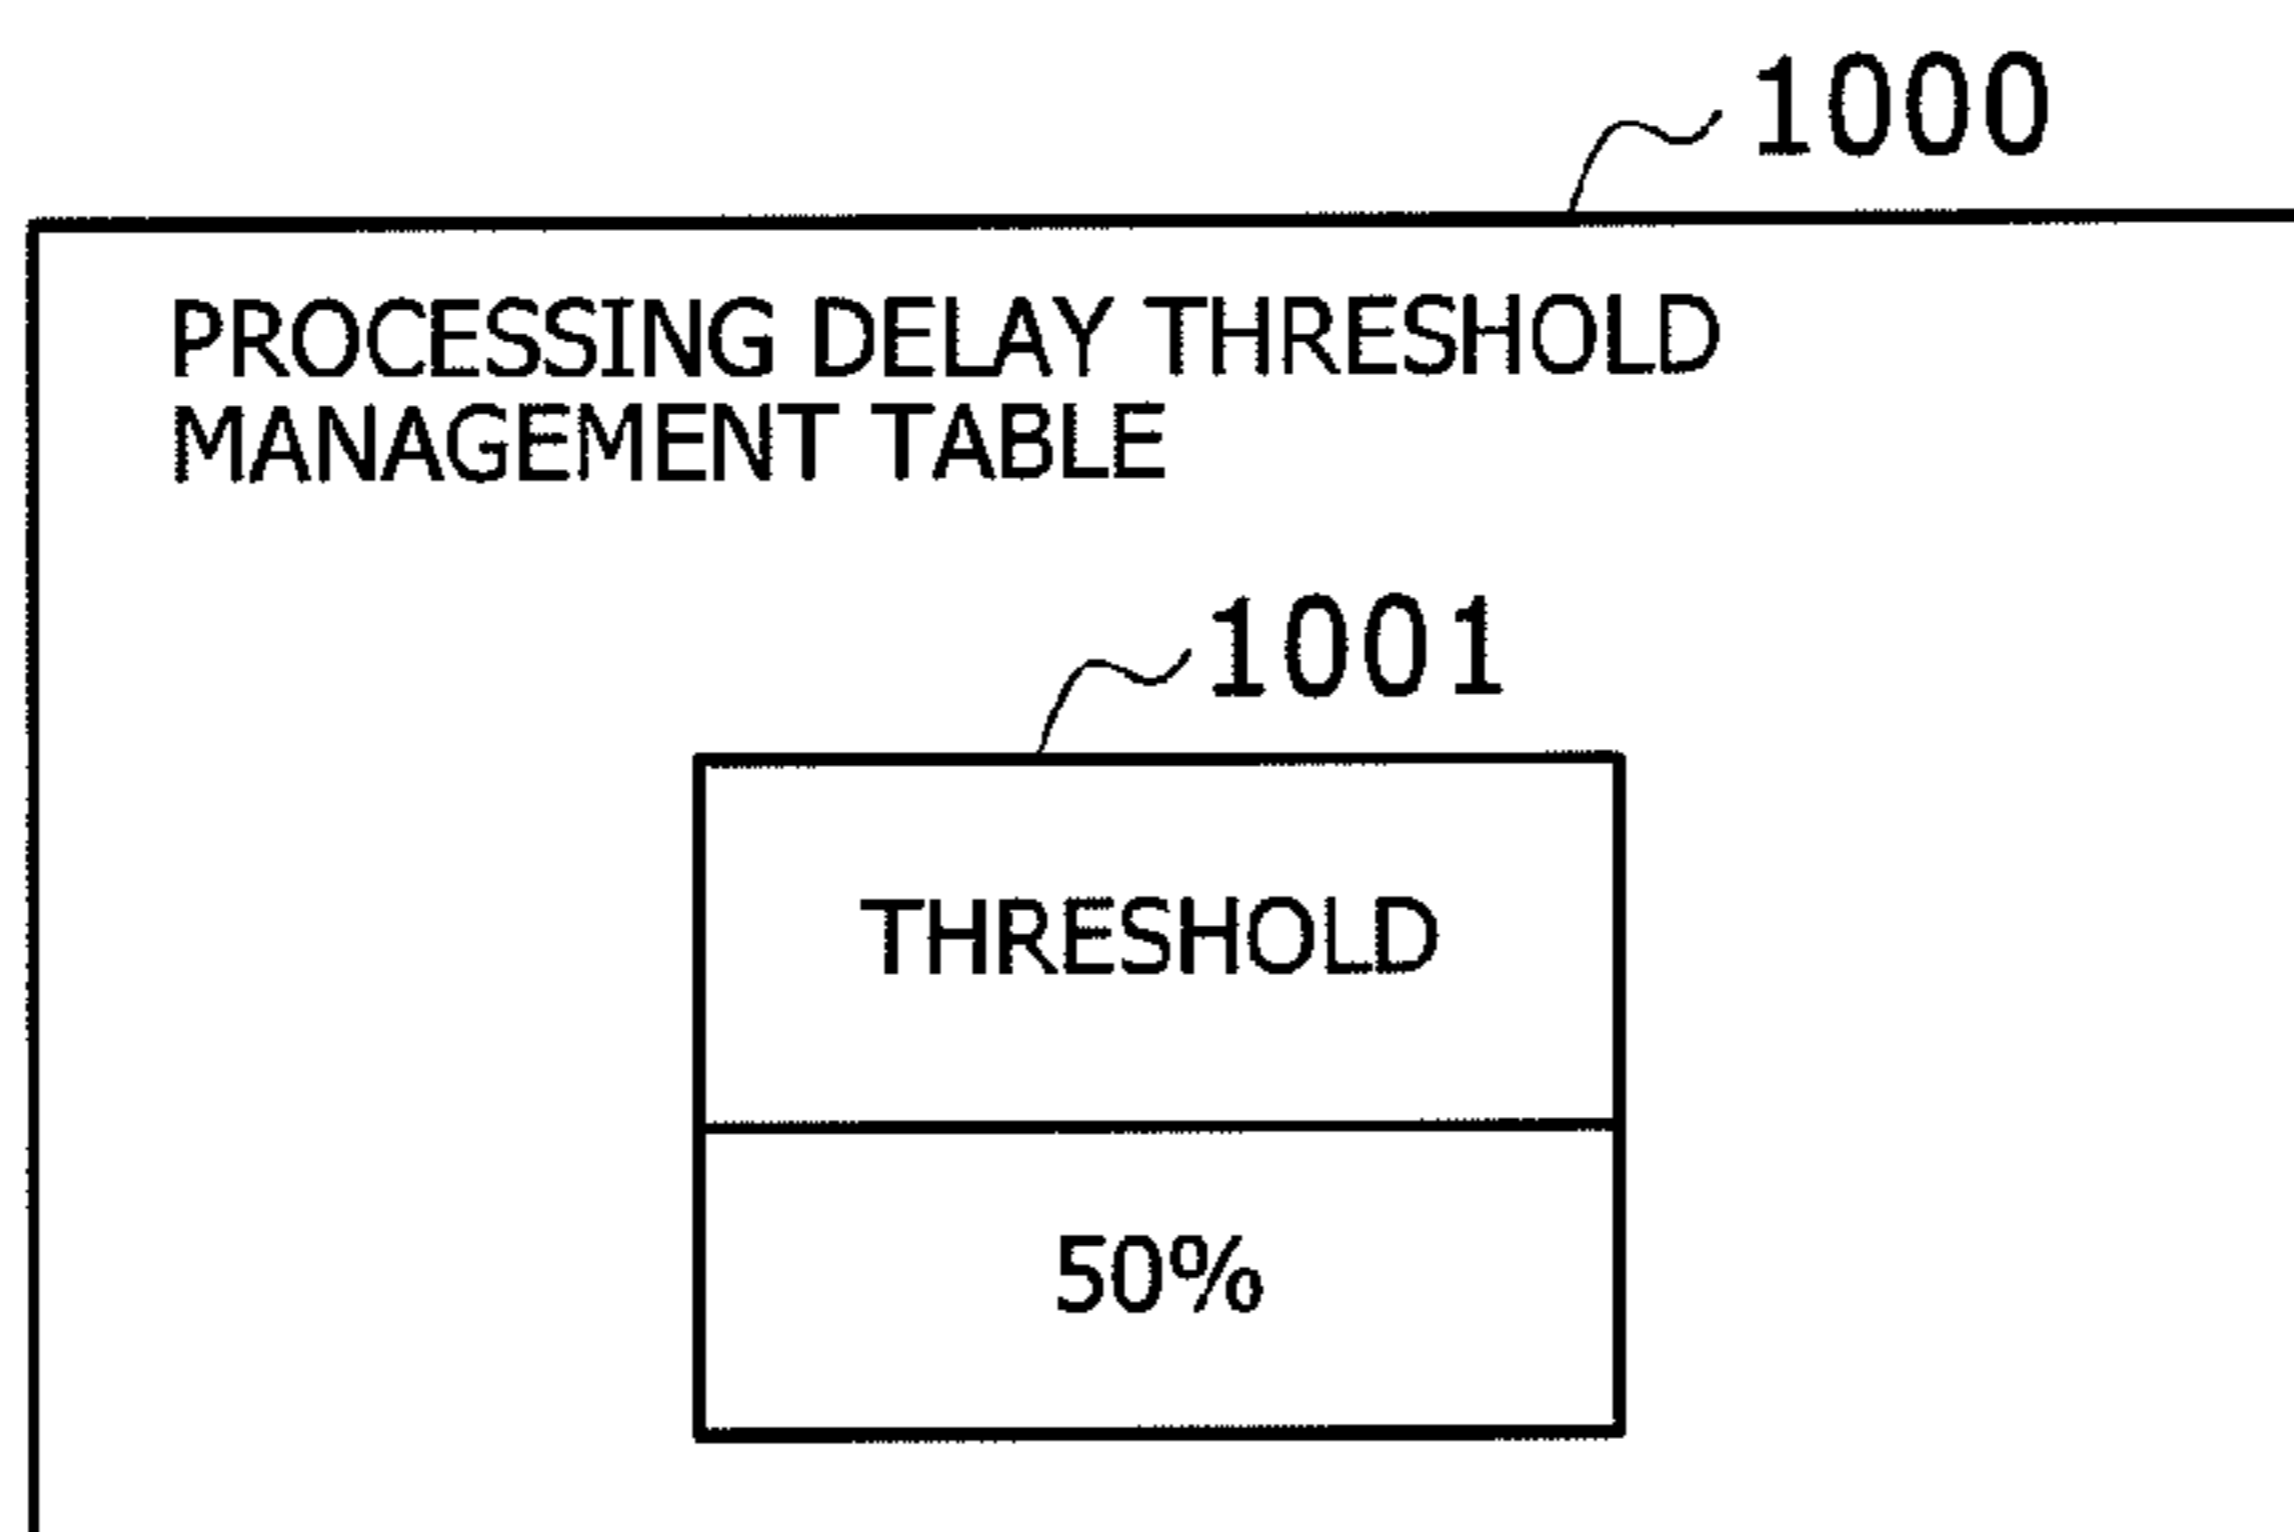 1000
PROCESSING DELAY THRESHOLD
MANAGEMENT TABLE
1001
THRESHOLD
50%